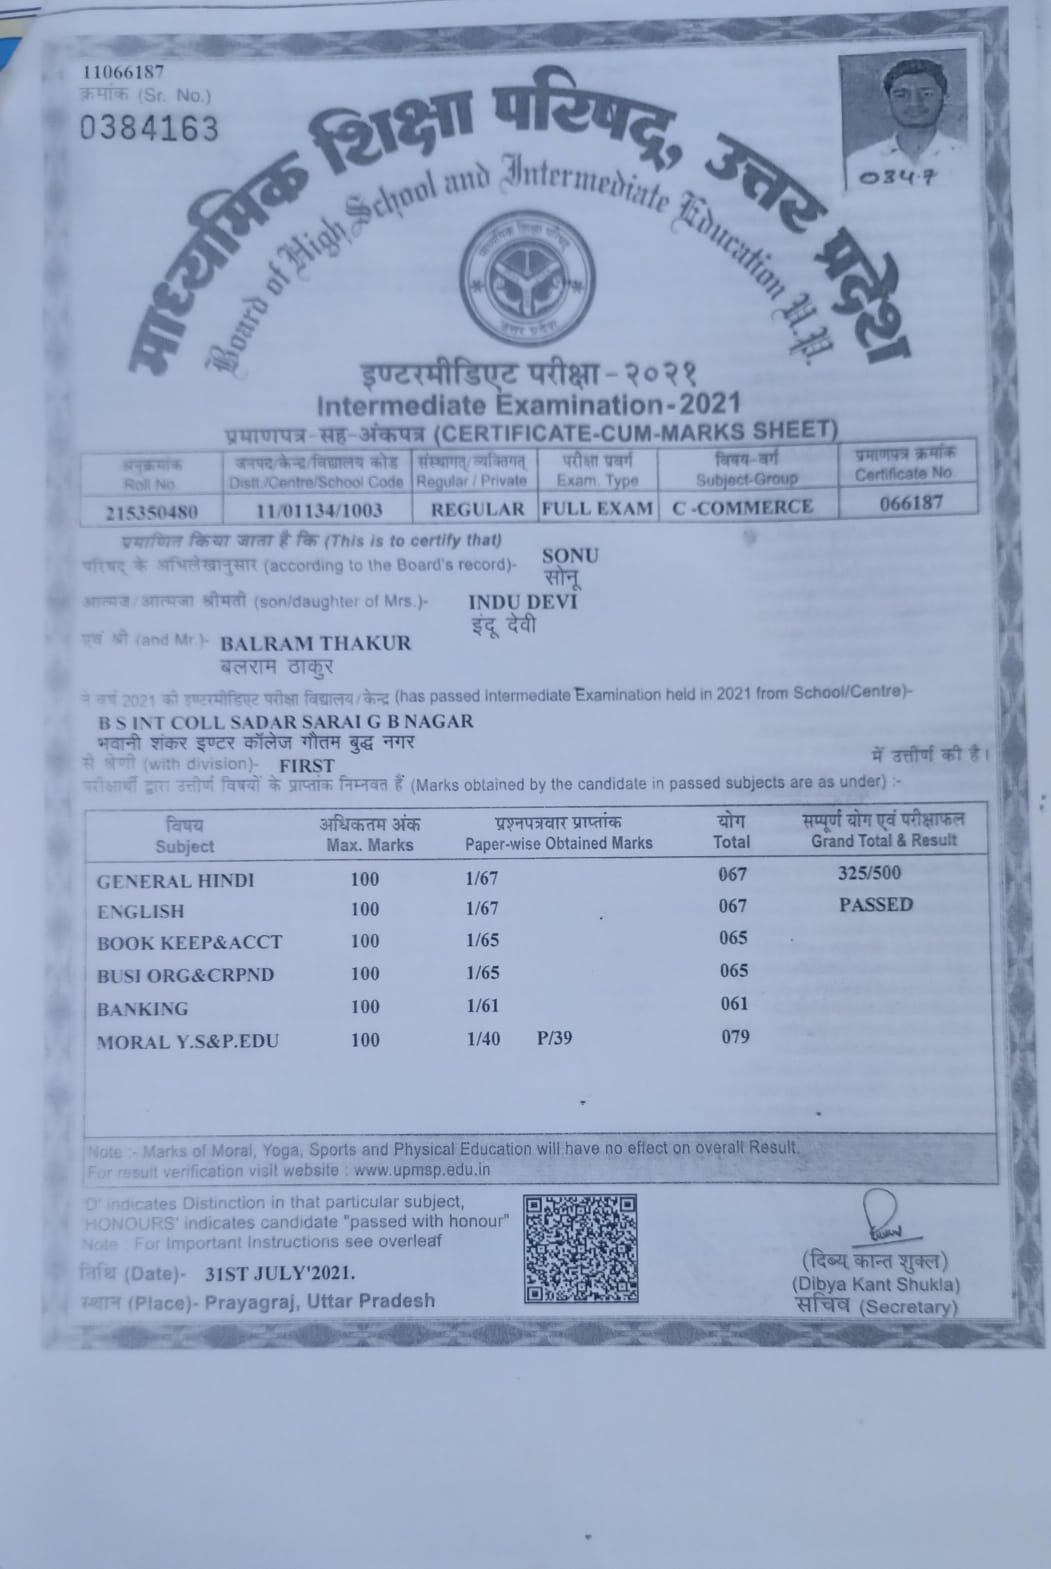 11066187
क्रमांक (Sr. No.)
0384163
0347
माध्यमिक शिक्षा परिषद्, उत्तर प्रदेश
Board of High School and Intermediate Education U.P.
माध्यमिक शिक्षा परिषद्
उत्तर प्रदेश
इण्टरमीडिएट परीक्षा - २०२१
Intermediate Examination-2021
प्रमाणपत्र-सह-अंकपत्र (CERTIFICATE-CUM-MARKS SHEET)
अनुक्रमांक जनपद/केन्द्र/विद्यालय कोड संस्थागत/व्यक्तिगत परीक्षा प्रवर्ग विषय-वर्ग प्रमाणपत्र क्रमांक
Roll No. Distt./Centre/School Code Regular / Private Exam. Type Subject-Group Certificate No.
215350480 11/01134/1003 REGULAR FULL EXAM C -COMMERCE 066187
प्रमाणित किया जाता है कि (This is to certify that)
परिषद् के अभिलेखानुसार (according to the Board's record)- SONU
सोनू
आत्मज/आत्मजा श्रीमती (son/daughter of Mrs.)- INDU DEVI
इंदू देवी
एवं श्री (and Mr.)- BALRAM THAKUR
बलराम ठाकुर
ने वर्ष 2021 की इण्टरमीडिएट परीक्षा विद्यालय/केन्द्र (has passed Intermediate Examination held in 2021 from School/Centre)-
B S INT COLL SADAR SARAI G B NAGAR
भवानी शंकर इण्टर कॉलेज गौतम बुद्ध नगर
से श्रेणी (with division)- FIRST में उत्तीर्ण की है।
परीक्षार्थी द्वारा उत्तीर्ण विषयों के प्राप्तांक निम्नवत हैं (Marks obtained by the candidate in passed subjects are as under) :-
विषय अधिकतम अंक प्रश्नपत्रवार प्राप्तांक योग सम्पूर्ण योग एवं परीक्षाफल
Subject Max. Marks Paper-wise Obtained Marks Total Grand Total & Result
GENERAL HINDI 100 1/67 067 325/500
ENGLISH 100 1/67 067 PASSED
BOOK KEEP&ACCT 100 1/65 065
BUSI ORG&CRPND 100 1/65 065
BANKING 100 1/61 061
MORAL Y.S&P.EDU 100 1/40 P/39 079
Note :- Marks of Moral, Yoga, Sports and Physical Education will have no effect on overall Result.
For result verification visit website : www.upmsp.edu.in
'D' indicates Distinction in that particular subject,
'HONOURS' indicates candidate "passed with honour"
Note : For Important Instructions see overleaf
तिथि (Date)- 31ST JULY'2021.
स्थान (Place)- Prayagraj, Uttar Pradesh
(दिब्य कान्त शुक्ल)
(Dibya Kant Shukla)
सचिव (Secretary)